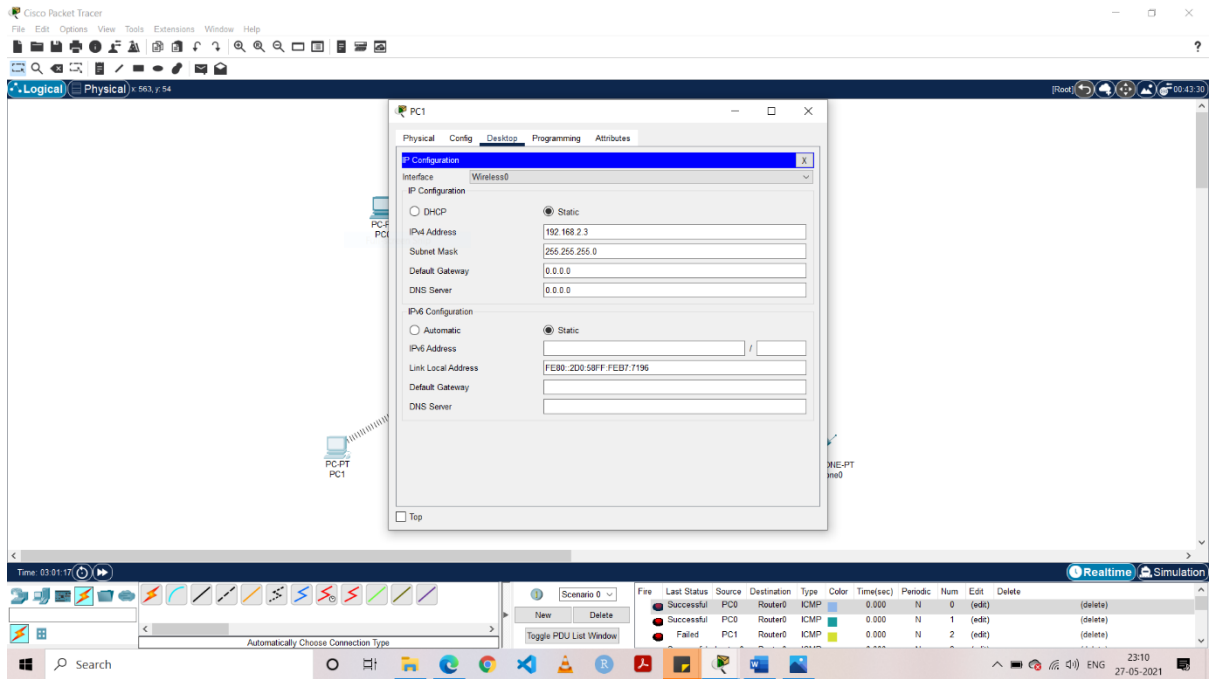 Cisco Packet Tracer
File Edit Options View Tools Extensions Window Help
?
Logical Physical x: 563, y: 54 [Root] 00:43:30
PC1
Physical Config Desktop Programming Attributes
IP Configuration X
Interface Wireless0
IP Configuration
DHCP Static
IPv4 Address 192.168.2.3
Subnet Mask 255.255.255.0
Default Gateway 0.0.0.0
DNS Server 0.0.0.0
IPv6 Configuration
Automatic Static
IPv6 Address /
Link Local Address FE80::2D0:58FF:FEB7:7196
Default Gateway
DNS Server
Top
PC-P
PC0
PC-PT
PC1
ONE-PT
one0
Time: 03:01:17 Realtime Simulation
Scenario 0
New Delete
Toggle PDU List Window
Automatically Choose Connection Type
Fire Last Status Source Destination Type Color Time(sec) Periodic Num Edit Delete
Successful PC0 Router0 ICMP 0.000 N 0 (edit) (delete)
Successful PC0 Router0 ICMP 0.000 N 1 (edit) (delete)
Failed PC1 Router0 ICMP 0.000 N 2 (edit) (delete)
Search
ENG
23:10
27-05-2021